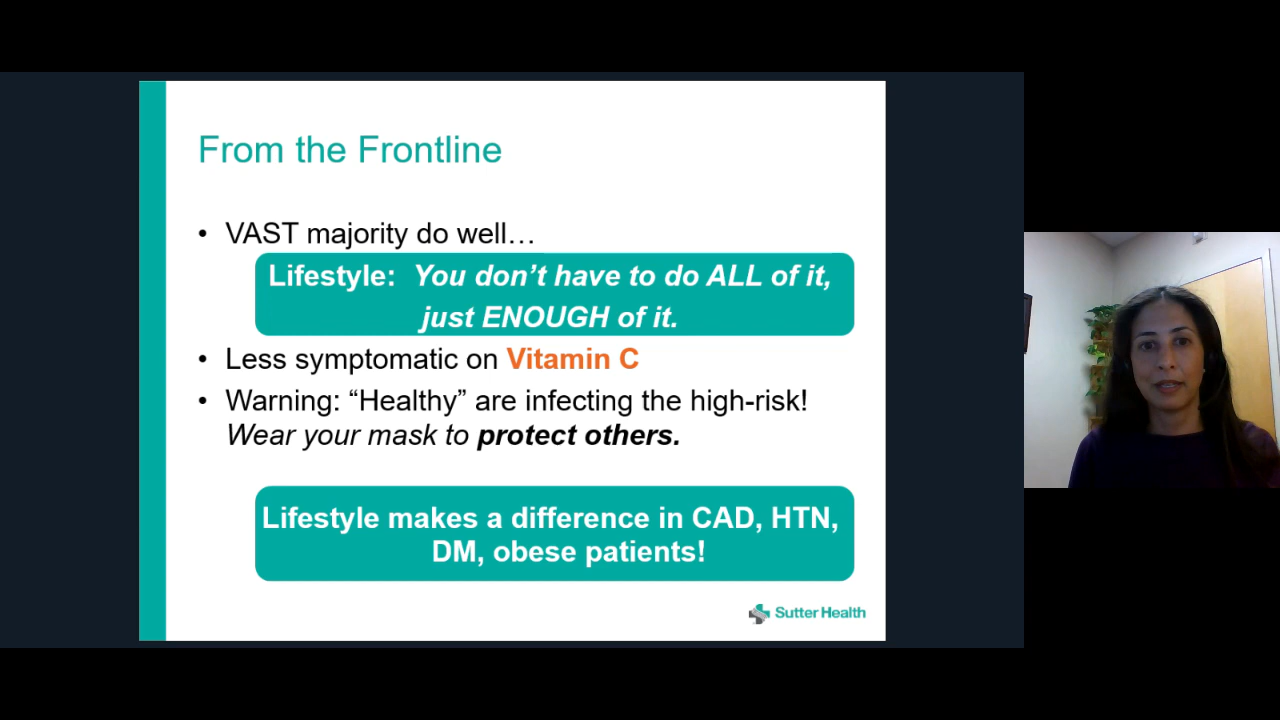 From the Frontline
• VAST majority do well…
Lifestyle: You don’t have to do ALL of it,
just ENOUGH of it.
• Less symptomatic on Vitamin C
• Warning: “Healthy” are infecting the high-risk!
Wear your mask to protect others.
Lifestyle makes a difference in CAD, HTN,
DM, obese patients!
Sutter Health